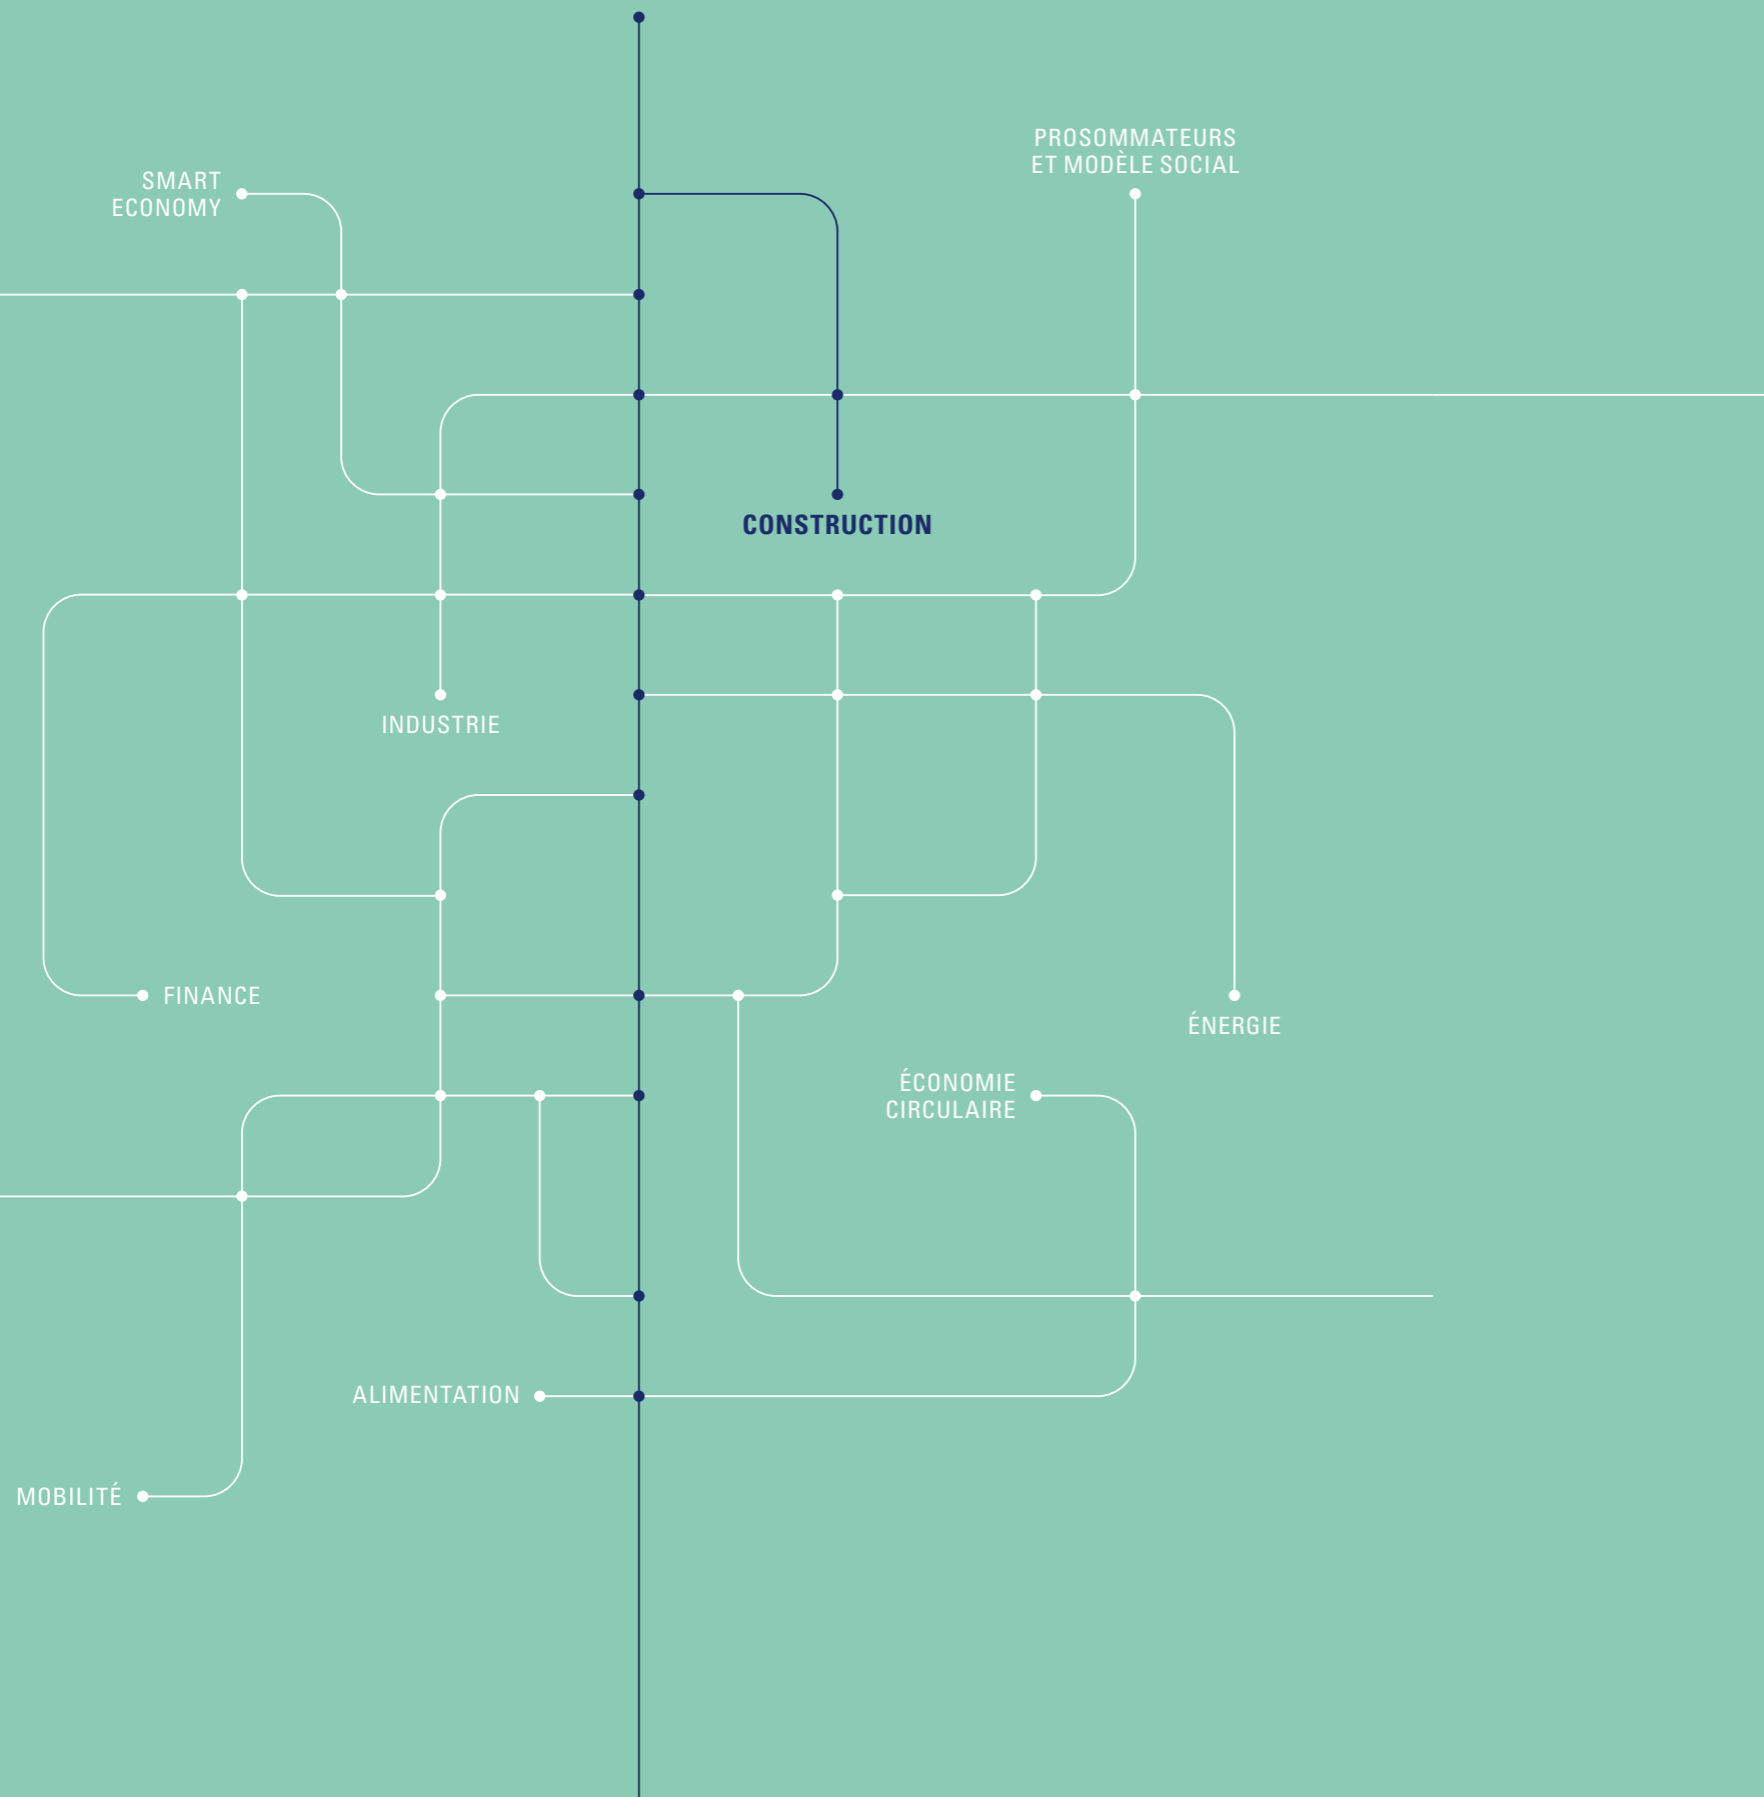 PROSOMMATEURS
ET MODÈLE SOCIAL
SMART
ECONOMY
CONSTRUCTION
INDUSTRIE
FINANCE
ÉNERGIE
ÉCONOMIE
CIRCULAIRE
ALIMENTATION
MOBILITÉ